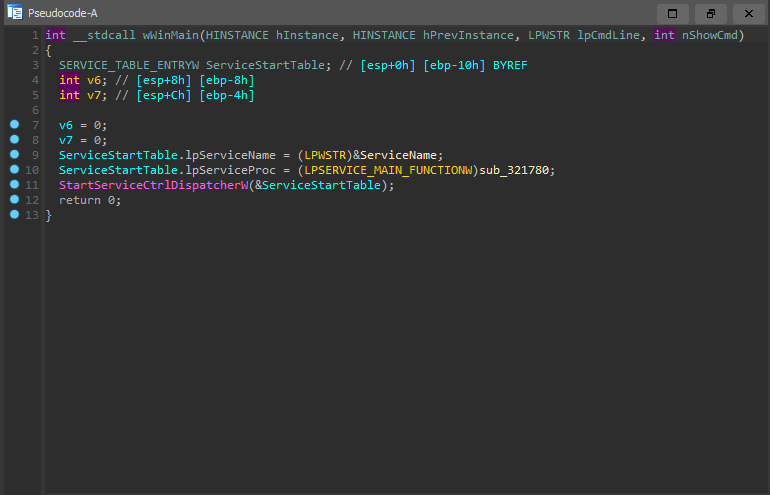 Pseudocode-A
1 int __stdcall wWinMain(HINSTANCE hInstance, HINSTANCE hPrevInstance, LPWSTR lpCmdLine, int nShowCmd)
2 {
3   SERVICE_TABLE_ENTRYW ServiceStartTable; // [esp+0h] [ebp-10h] BYREF
4   int v6; // [esp+8h] [ebp-8h]
5   int v7; // [esp+Ch] [ebp-4h]
6
7   v6 = 0;
8   v7 = 0;
9   ServiceStartTable.lpServiceName = (LPWSTR)&ServiceName;
10   ServiceStartTable.lpServiceProc = (LPSERVICE_MAIN_FUNCTIONW)sub_321780;
11   StartServiceCtrlDispatcherW(&ServiceStartTable);
12   return 0;
13 }